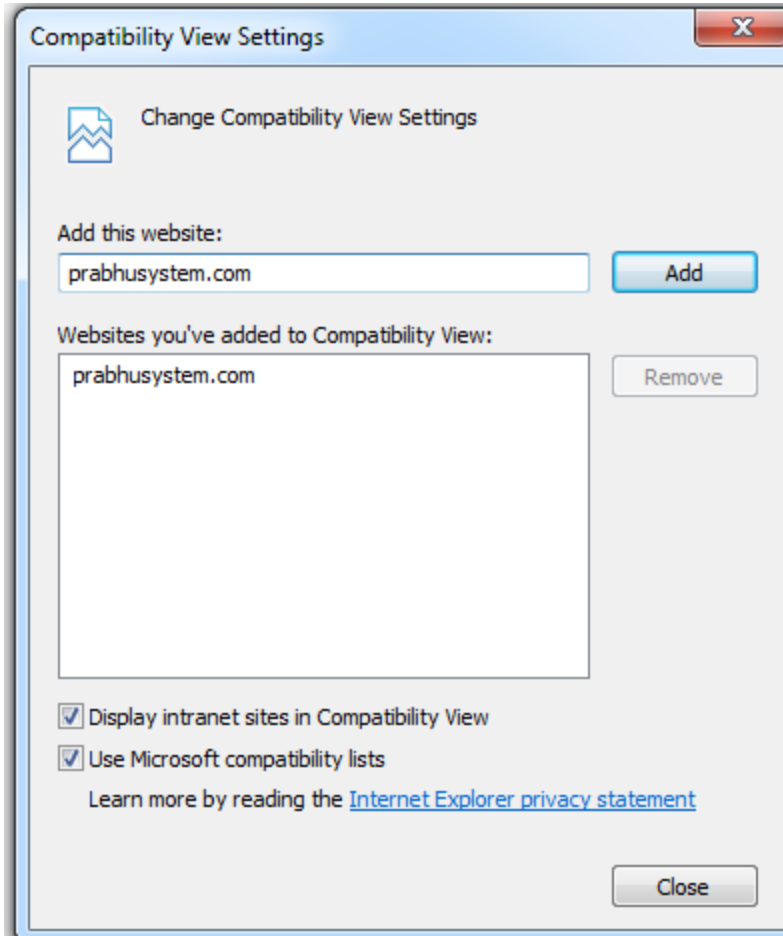 Compatibility View Settings
Change Compatibility View Settings
Add this website:
prabhusystem.com
Add
Websites you've added to Compatibility View:
prabhusystem.com
Remove
Display intranet sites in Compatibility View
Use Microsoft compatibility lists
Learn more by reading the Internet Explorer privacy statement
Close